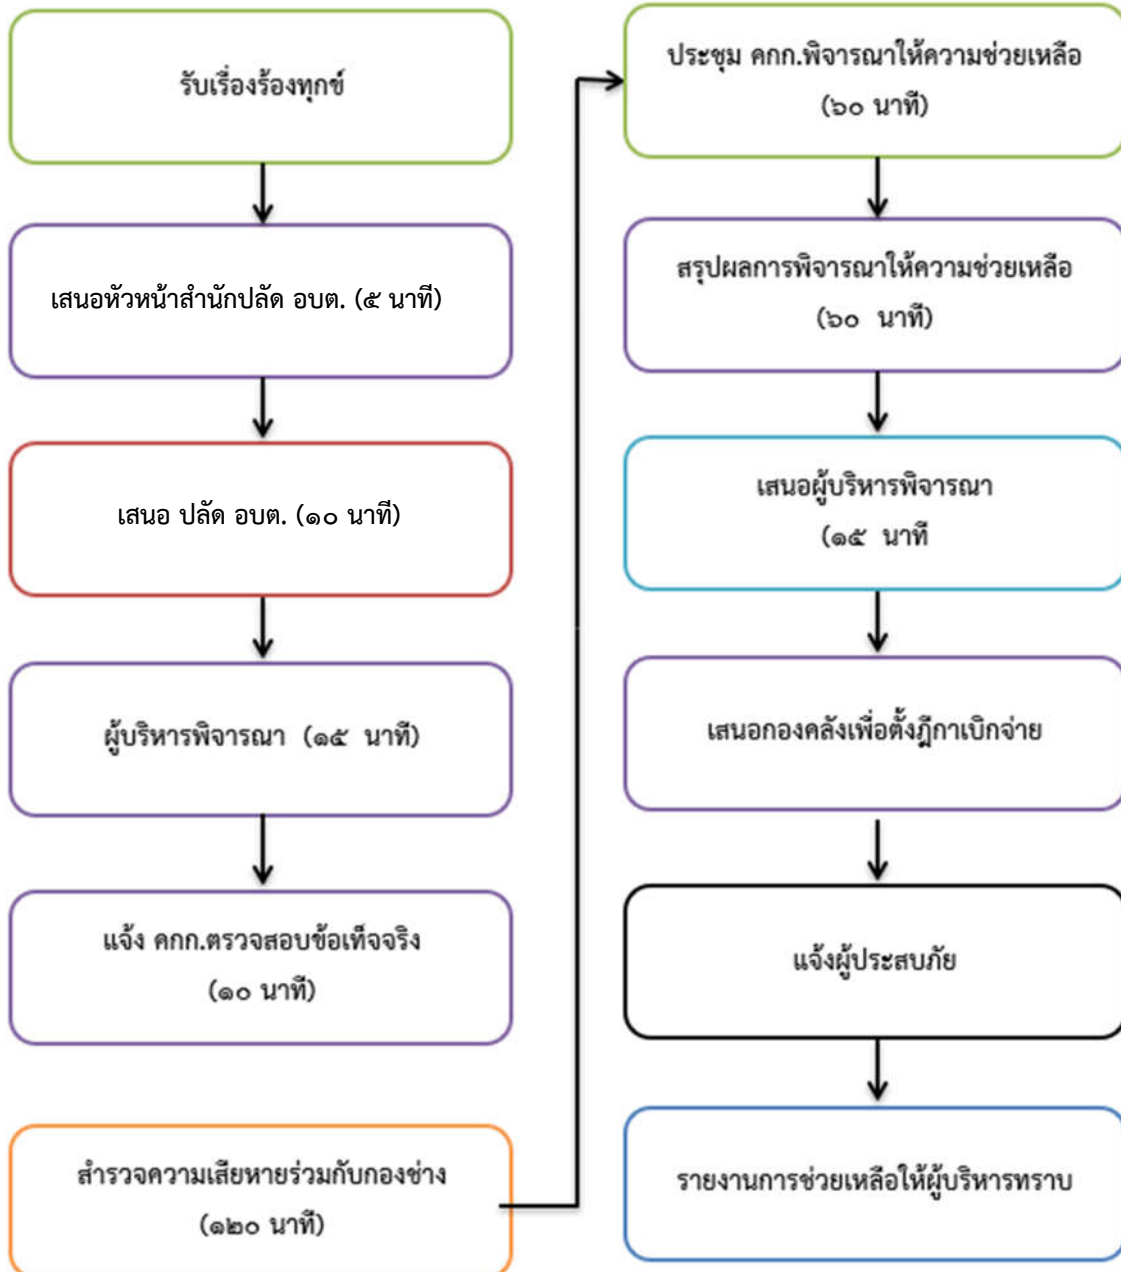 รับเรื่องร้องทุกข์
เสนอหัวหน้าสำนักปลัด อบต. (๕ นาที)
เสนอ ปลัด อบต. (๑๐ นาที)
ผู้บริหารพิจารณา (๑๕ นาที)
แจ้ง คกก.ตรวจสอบข้อเท็จจริง
(๑๐ นาที)
สำรวจความเสียหายร่วมกับกองช่าง
(๑๒๐ นาที)
ประชุม คกก.พิจารณาให้ความช่วยเหลือ
(๖๐ นาที)
สรุปผลการพิจารณาให้ความช่วยเหลือ
(๖๐ นาที)
เสนอผู้บริหารพิจารณา
(๑๕ นาที
เสนอกองคลังเพื่อตั้งฎีกาเบิกจ่าย
แจ้งผู้ประสบภัย
รายงานการช่วยเหลือให้ผู้บริหารทราบ